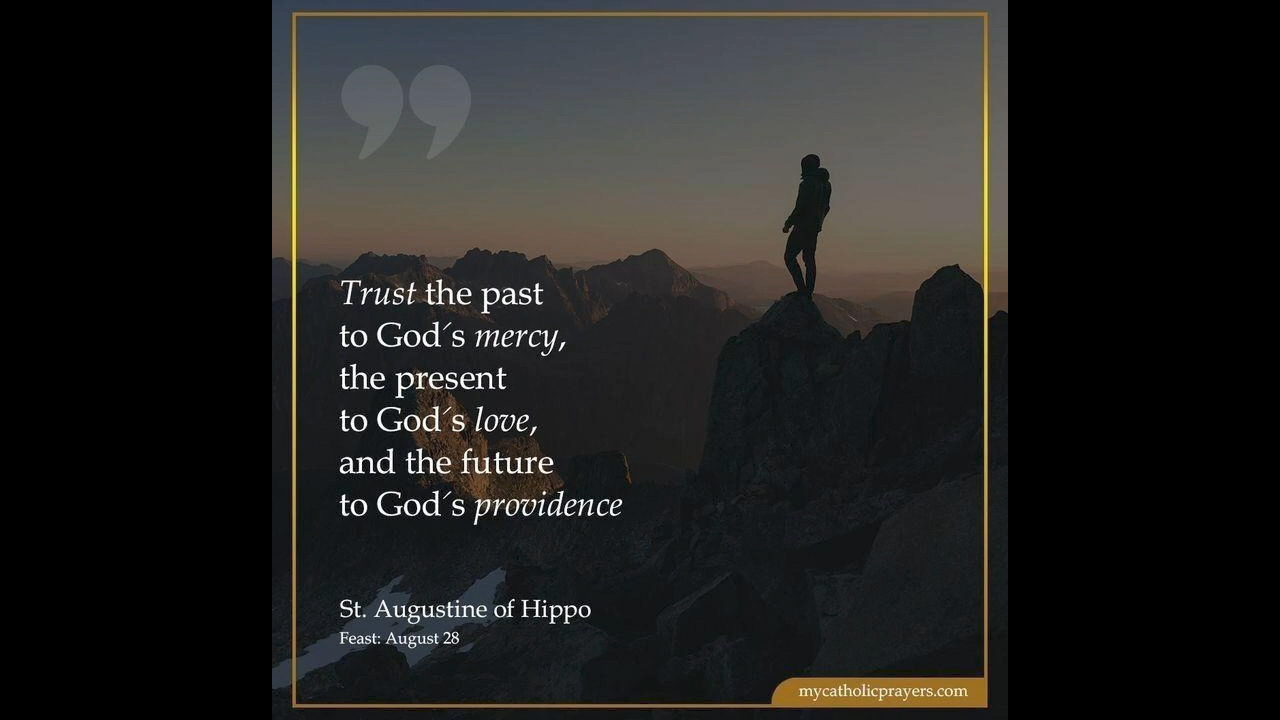 Trust the past
to God´s mercy,
the present
to God´s love,
and the future
to God´s providence
St. Augustine of Hippo
Feast: August 28
mycatholicprayers.com